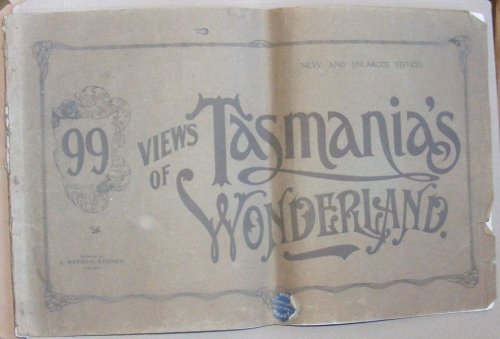 NEW AND ENLARGED EDITION
99
VIEWS
OF
Tasmania's
Wonderland.